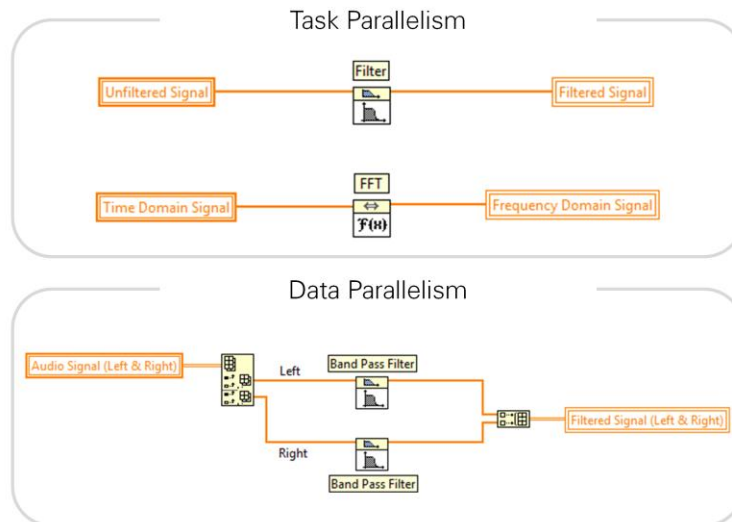 Task Parallelism
Filter
Unfiltered Signal
Filtered Signal
FFT
Time Domain Signal
Frequency Domain Signal
F(x)
Data Parallelism
Audio Signal (Left & Right)
Left
Band Pass Filter
Filtered Signal (Left & Right)
Right
Band Pass Filter